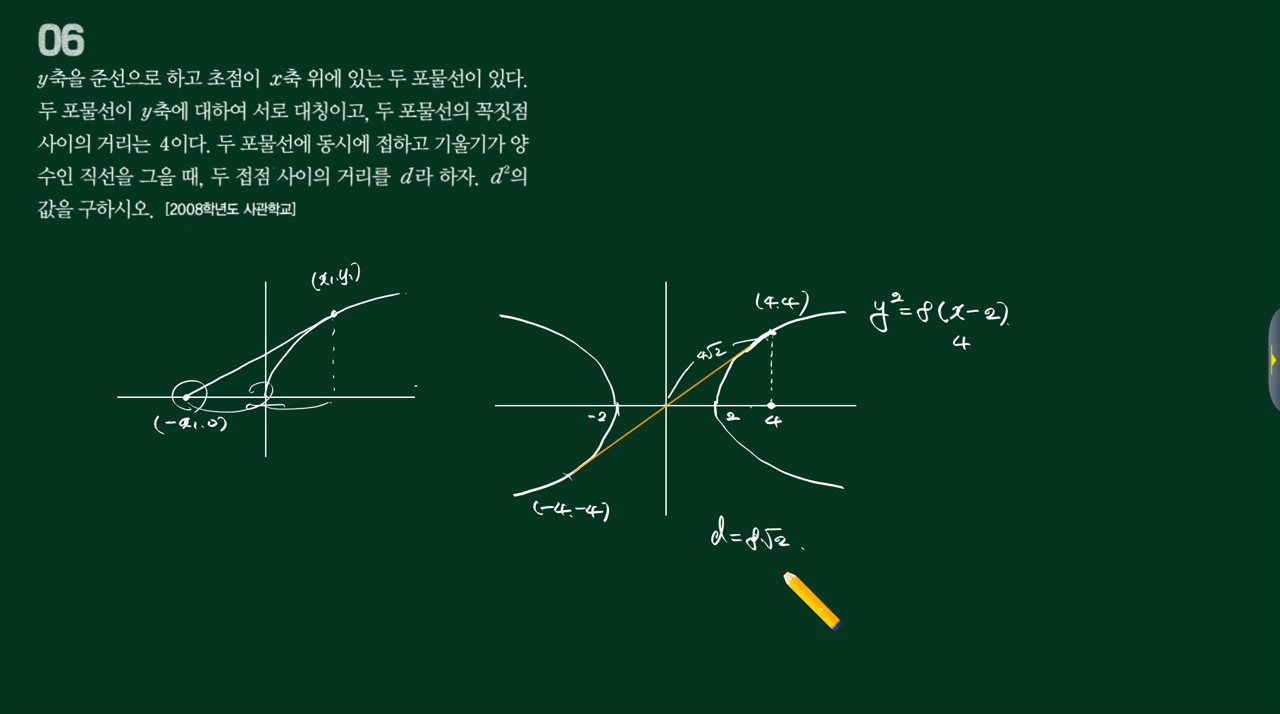 06
y축을 준선으로 하고 초점이 x축 위에 있는 두 포물선이 있다.
두 포물선이 y축에 대하여 서로 대칭이고, 두 포물선의 꼭짓점
사이의 거리는 4이다. 두 포물선에 동시에 접하고 기울기가 양
수인 직선을 그을 때, 두 접점 사이의 거리를 d라 하자. d²의
값을 구하시오. [2008학년도 사관학교]
(x₁, y₁)
(-x₁, 0)
(4, 4)
y²=8(x-2)
4
4√2
-2
2
4
(-4, -4)
d=8√2.